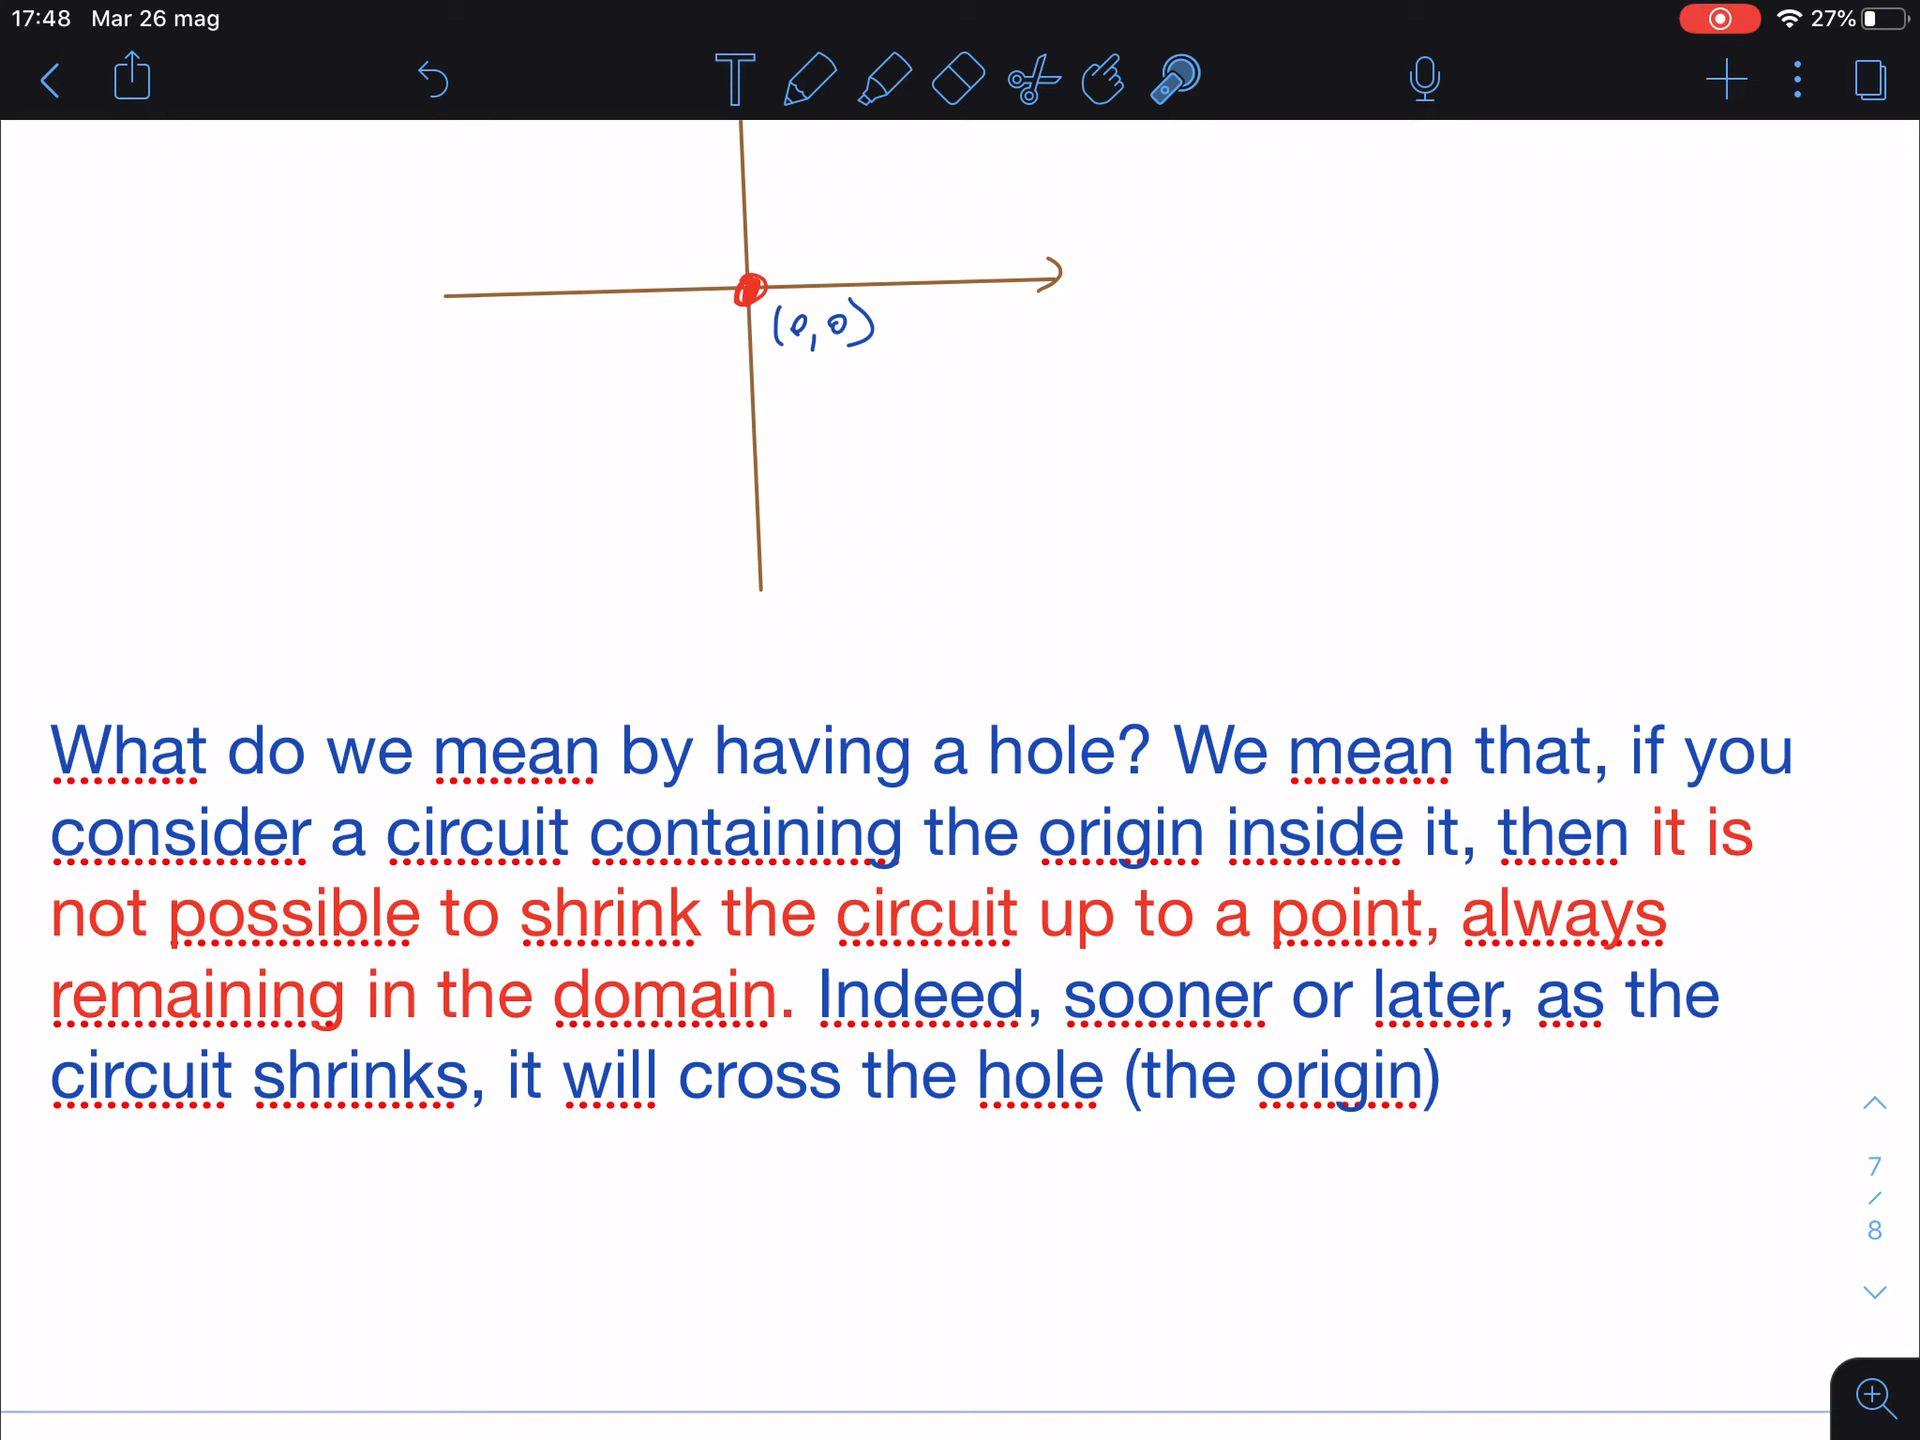 17:48 Mar 26 mag
27%
T
(0,0)
What do we mean by having a hole? We mean that, if you
consider a circuit containing the origin inside it, then it is
not possible to shrink the circuit up to a point, always
remaining in the domain. Indeed, sooner or later, as the
circuit shrinks, it will cross the hole (the origin)
7
/
8